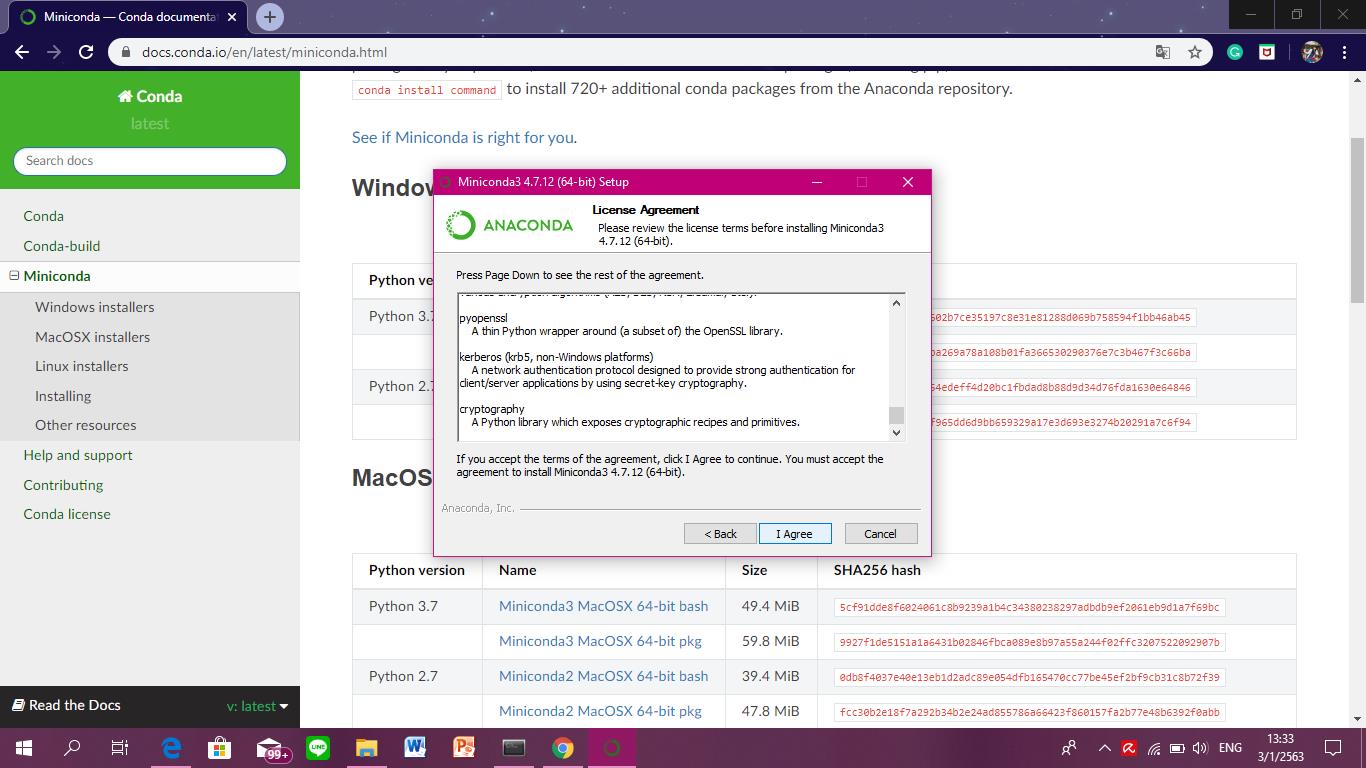 Miniconda — Conda documenta
docs.conda.io/en/latest/miniconda.html
Conda
latest
Search docs
Conda
Conda-build
Miniconda
Windows installers
MacOSX installers
Linux installers
Installing
Other resources
Help and support
Contributing
Conda license
Read the Docs
v: latest
conda install command to install 720+ additional conda packages from the Anaconda repository.
See if Miniconda is right for you.
Window
Python ve
Python 3.7
602b7ce35197c8e31e81288d069b758594f1bb46ab45
ba269a78a108b01fa366530290376e7c3b467f3c66ba
Python 2.7
54edeff4d20bc1fbdad8b88d9d34d76fda1630e64846
f965dd6d9bb659329a17e3d693e3274b20291a7c6f94
MacOS
Python version Name Size SHA256 hash
Python 3.7 Miniconda3 MacOSX 64-bit bash 49.4 MiB 5cf91dde8f6024061c8b9239a1b4c34380238297adbdb9ef2061eb9d1a7f69bc
Miniconda3 MacOSX 64-bit pkg 59.8 MiB 9927f1de5151a1a6431b02846fbca089e8b97a55a244f02ffc3207522092907b
Python 2.7 Miniconda2 MacOSX 64-bit bash 39.4 MiB 0db8f4037e40e13eb1d2adc89e054dfb165470cc77be45ef2bf9cb31c8b72f39
Miniconda2 MacOSX 64-bit pkg 47.8 MiB fcc30b2e18f7a292b34b2e24ad855786a66423f860157fa2b77e48b6392f0abb
Miniconda3 4.7.12 (64-bit) Setup
ANACONDA
License Agreement
Please review the license terms before installing Miniconda3
4.7.12 (64-bit).
Press Page Down to see the rest of the agreement.
pyopenssl
A thin Python wrapper around (a subset of) the OpenSSL library.
kerberos (krb5, non-Windows platforms)
A network authentication protocol designed to provide strong authentication for
client/server applications by using secret-key cryptography.
cryptography
A Python library which exposes cryptographic recipes and primitives.
If you accept the terms of the agreement, click I Agree to continue. You must accept the
agreement to install Miniconda3 4.7.12 (64-bit).
Anaconda, Inc.
< Back
I Agree
Cancel
99+
LINE
ENG
13:33
3/1/2563